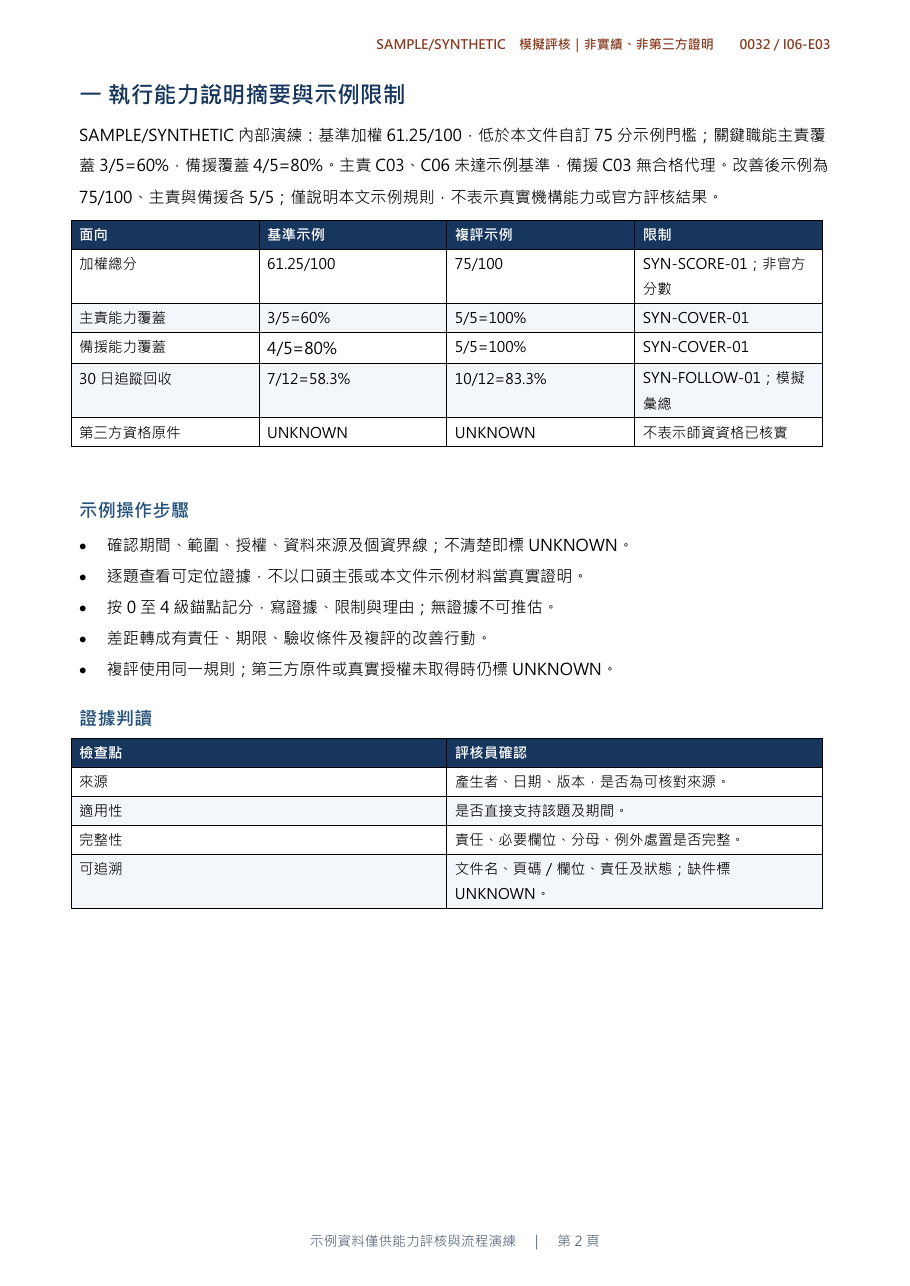 SAMPLE/SYNTHETIC 模擬評核｜非實績、非第三方證明 0032 / I06-E03
一 執行能力說明摘要與示例限制
SAMPLE/SYNTHETIC 內部演練：基準加權 61.25/100，低於本文件自訂 75 分示例門檻；關鍵職能主責覆
蓋 3/5=60%，備援覆蓋 4/5=80%。主責 C03、C06 未達示例基準，備援 C03 無合格代理。改善後示例為
75/100、主責與備援各 5/5；僅說明本文示例規則，不表示真實機構能力或官方評核結果。
面向 基準示例 複評示例 限制
加權總分 61.25/100 75/100 SYN-SCORE-01；非官方
分數
主責能力覆蓋 3/5=60% 5/5=100% SYN-COVER-01
備援能力覆蓋 4/5=80% 5/5=100% SYN-COVER-01
30 日追蹤回收 7/12=58.3% 10/12=83.3% SYN-FOLLOW-01；模擬
彙總
第三方資格原件 UNKNOWN UNKNOWN 不表示師資資格已核實
示例操作步驟
• 確認期間、範圍、授權、資料來源及個資界線；不清楚即標 UNKNOWN。
• 逐題查看可定位證據，不以口頭主張或本文件示例材料當真實證明。
• 按 0 至 4 級錨點記分，寫證據、限制與理由；無證據不可推估。
• 差距轉成有責任、期限、驗收條件及複評的改善行動。
• 複評使用同一規則；第三方原件或真實授權未取得時仍標 UNKNOWN。
證據判讀
檢查點 評核員確認
來源 產生者、日期、版本，是否為可核對來源。
適用性 是否直接支持該題及期間。
完整性 責任、必要欄位、分母、例外處置是否完整。
可追溯 文件名、頁碼 / 欄位、責任及狀態；缺件標
UNKNOWN。
示例資料僅供能力評核與流程演練 | 第 2 頁